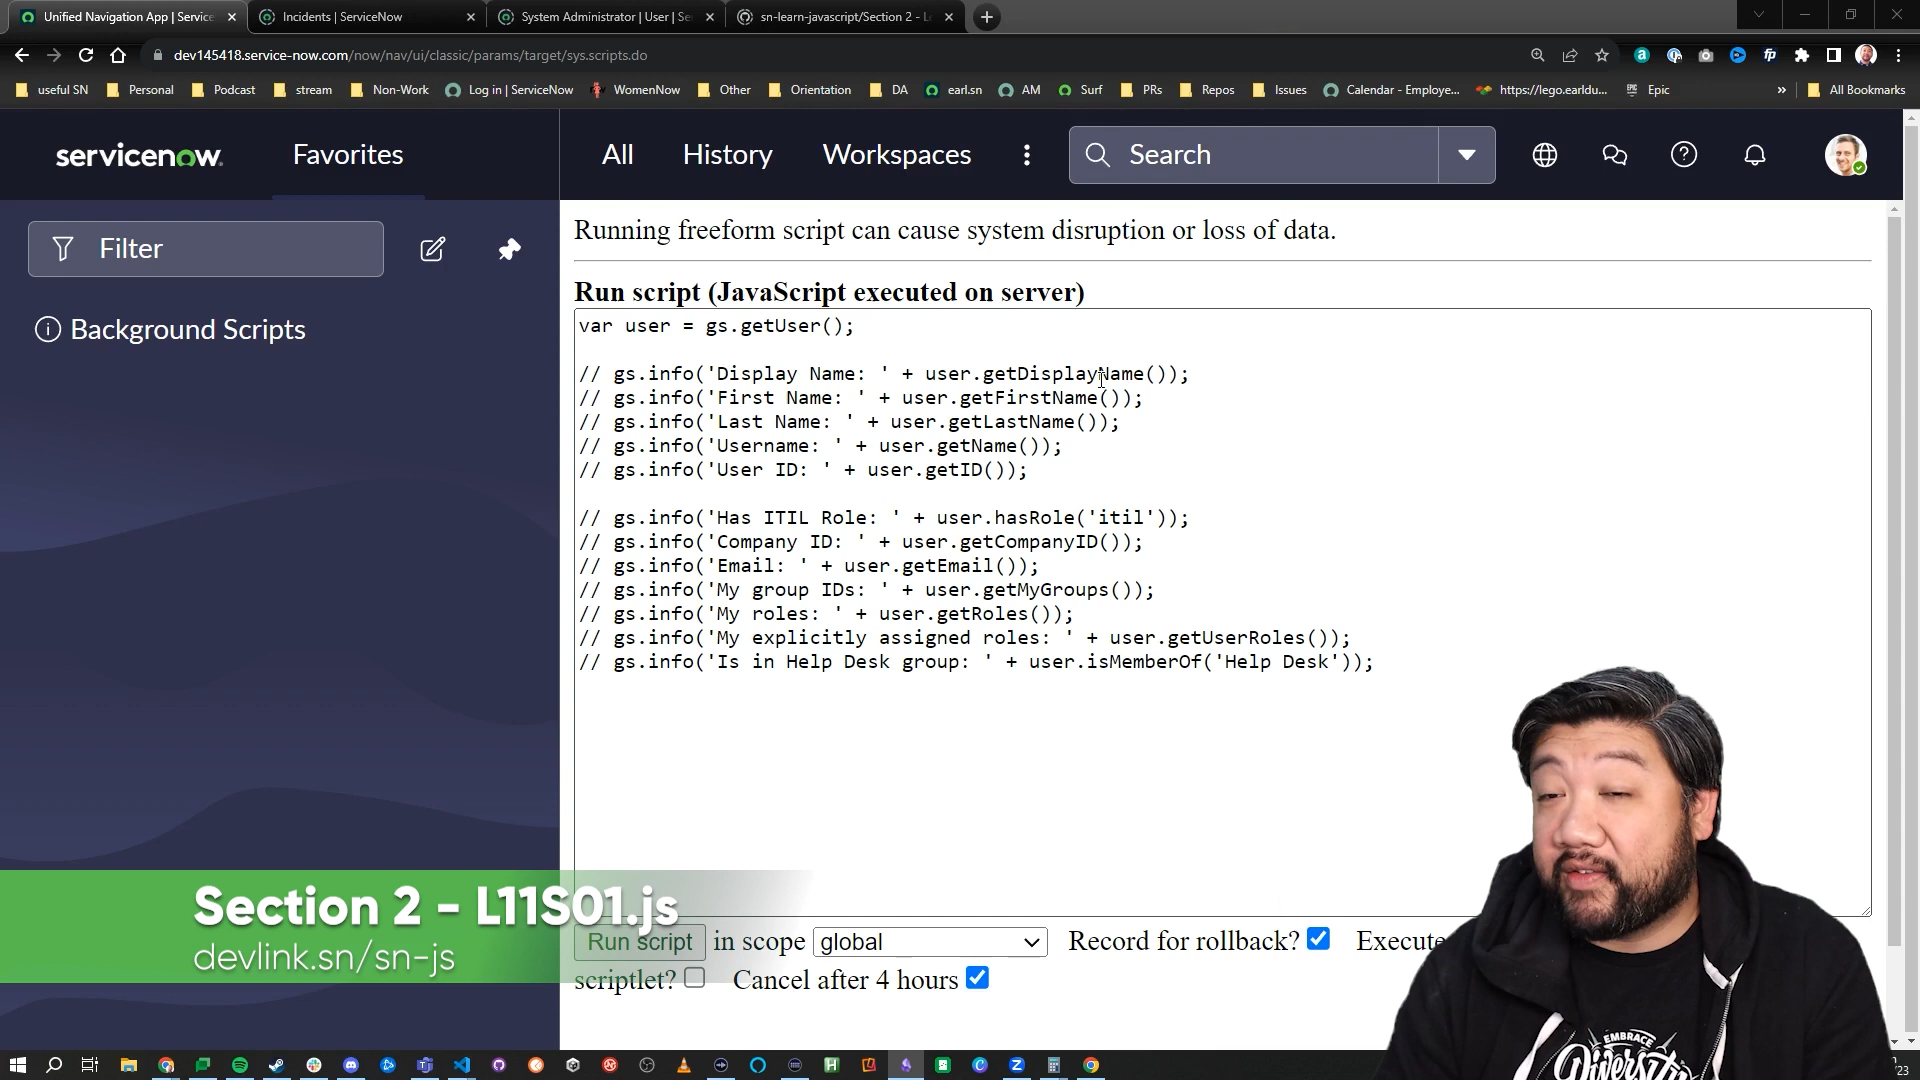 Unified Navigation App | Service
Incidents | ServiceNow
System Administrator | User | Se
sn-learn-javascript/Section 2 - L
dev145418.service-now.com/now/nav/ui/classic/params/target/sys.scripts.do
useful SN
Personal
Podcast
stream
Non-Work
Log in | ServiceNow
WomenNow
Other
Orientation
DA
earl.sn
AM
Surf
PRs
Repos
Issues
Calendar - Employe...
https://lego.earldu...
Epic
»
All Bookmarks
servicenow
Favorites
All
History
Workspaces
Search
Filter
Background Scripts
Running freeform script can cause system disruption or loss of data.
Run script (JavaScript executed on server)
var user = gs.getUser();
// gs.info('Display Name: ' + user.getDisplayName());
// gs.info('First Name: ' + user.getFirstName());
// gs.info('Last Name: ' + user.getLastName());
// gs.info('Username: ' + user.getName());
// gs.info('User ID: ' + user.getID());
// gs.info('Has ITIL Role: ' + user.hasRole('itil'));
// gs.info('Company ID: ' + user.getCompanyID());
// gs.info('Email: ' + user.getEmail());
// gs.info('My group IDs: ' + user.getMyGroups());
// gs.info('My roles: ' + user.getRoles());
// gs.info('My explicitly assigned roles: ' + user.getUserRoles());
// gs.info('Is in Help Desk group: ' + user.isMemberOf('Help Desk'));
Section 2 - L11S01.js
devlink.sn/sn-js
Run script in scope global Record for rollback? Execute
scriptlet? Cancel after 4 hours
EMBRACE
Diversity
/23